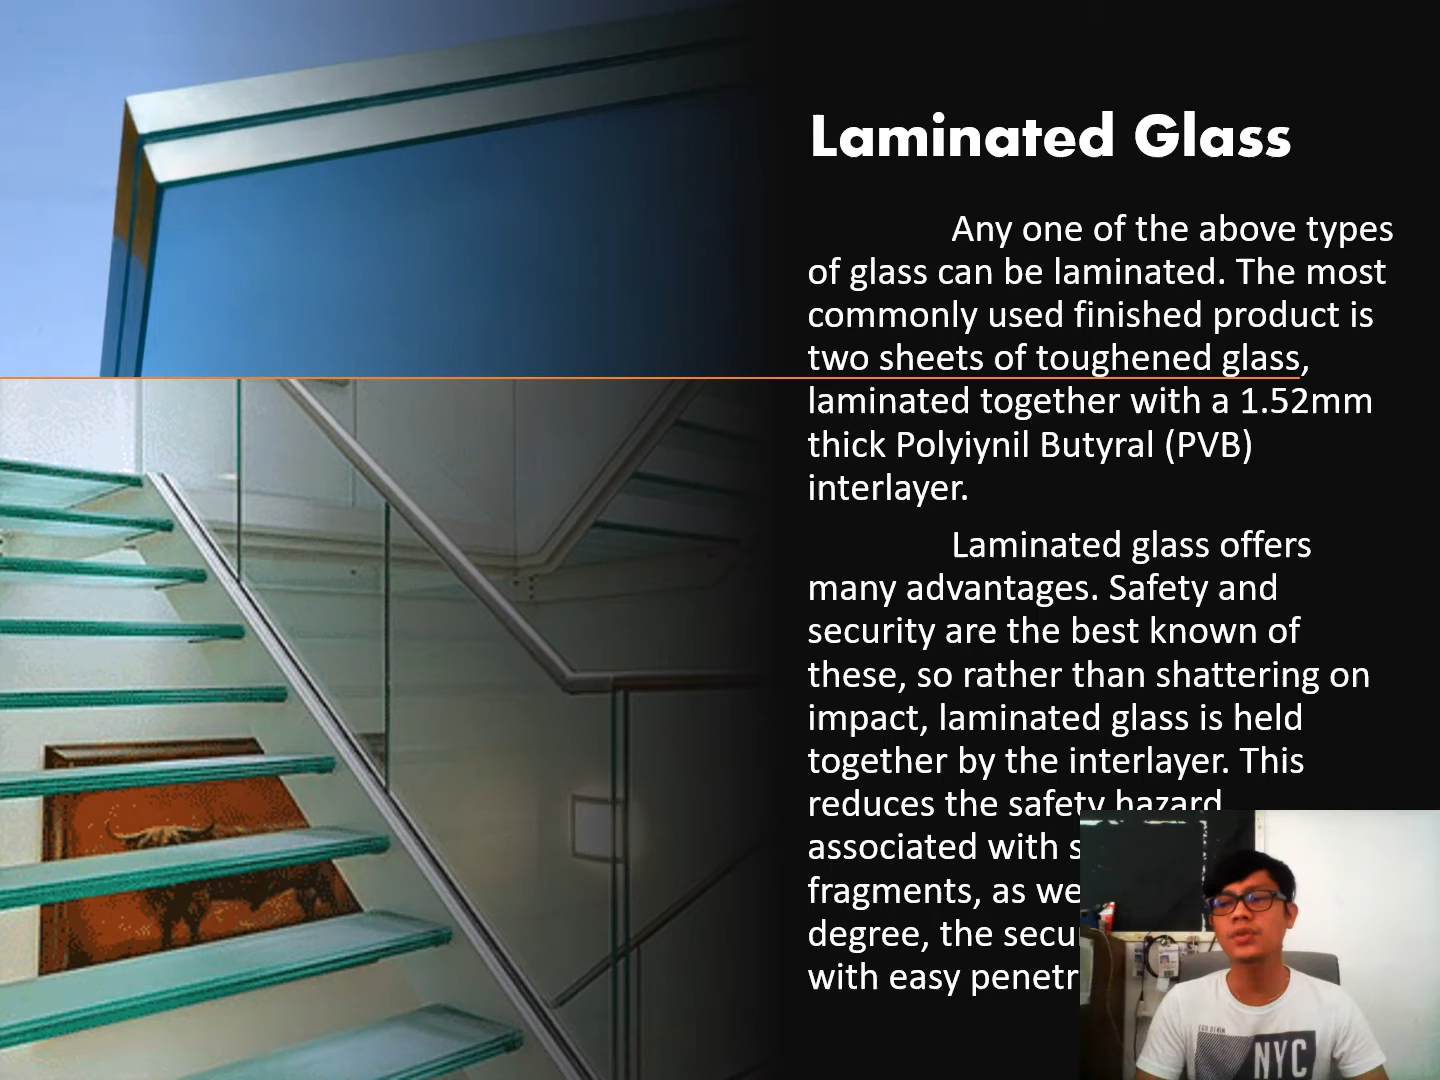 Laminated Glass
Any one of the above types
of glass can be laminated. The most
commonly used finished product is
two sheets of toughened glass,
laminated together with a 1.52mm
thick Polyiynil Butyral (PVB)
interlayer.
Laminated glass offers
many advantages. Safety and
security are the best known of
these, so rather than shattering on
impact, laminated glass is held
together by the interlayer. This
reduces the safety hazard
associated with
fragments, as
degree, the
with easy
NYC